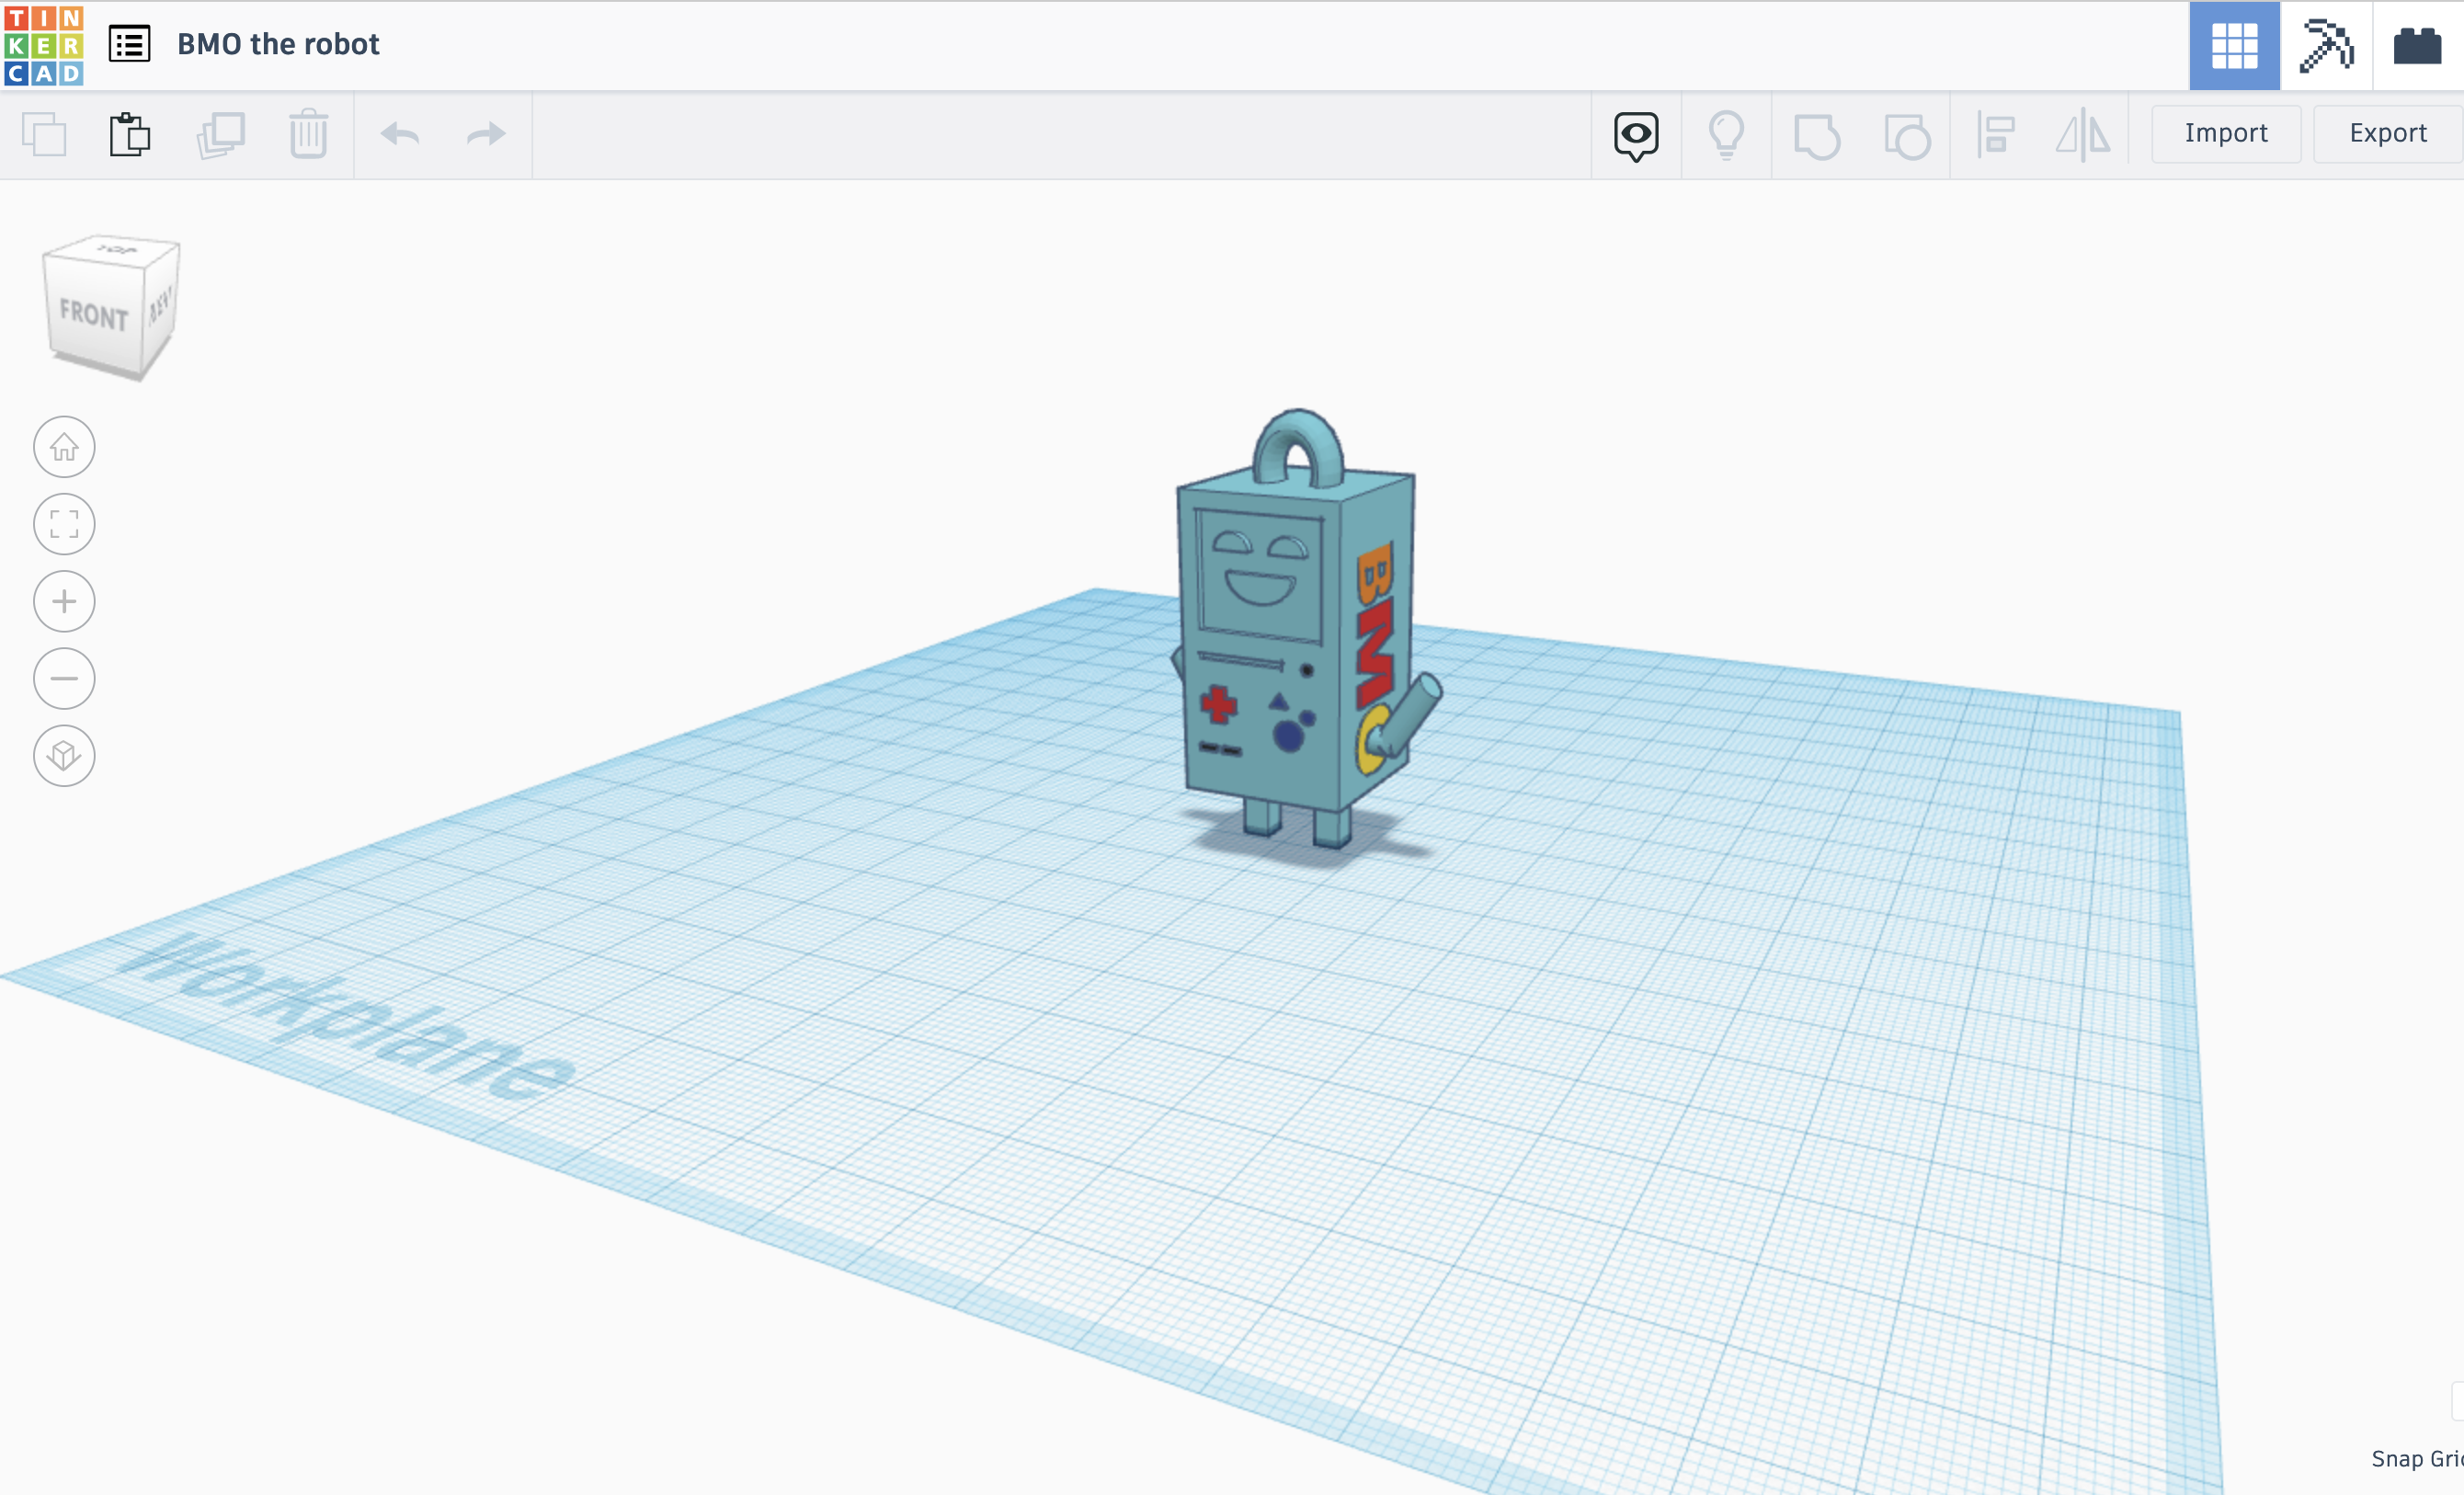 TIN
KER
CAD
BMO the robot
Import
Export
TOP
FRONT
RIGHT
BMO
Workplane
Snap Gri